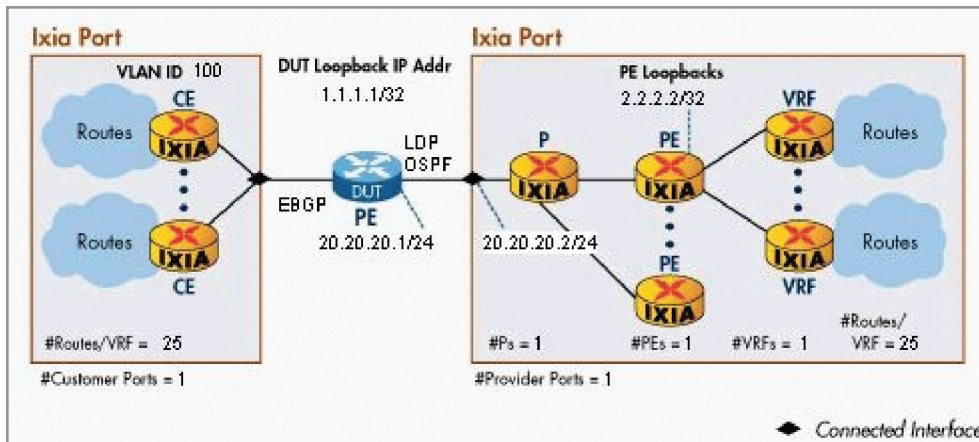 Ixia Port
VLAN ID 100
CE
Routes
IXIA
Routes
IXIA
CE
#Routes/VRF = 25
#Customer Ports = 1
DUT Loopback IP Addr
1.1.1.1/32
LDP
OSPF
DUT
EBGP
PE
20.20.20.1/24
Ixia Port
PE Loopbacks
2.2.2.2/32
P
IXIA
PE
IXIA
VRF
IXIA
Routes
20.20.20.2/24
PE
IXIA
IXIA
VRF
Routes
#Ps = 1
#PEs = 1
#VRFs = 1
#Routes/
VRF = 25
#Provider Ports = 1
Connected Interface